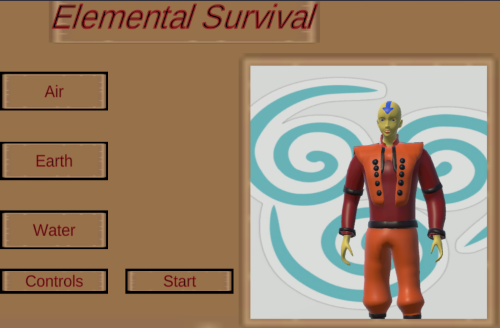 Elemental Survival
Air
Earth
Water
Controls
Start